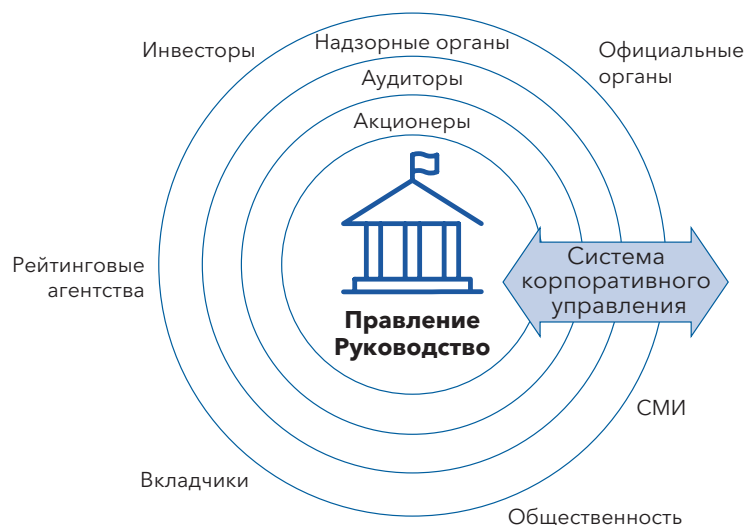 Инвесторы
Надзорные органы
Официальные
органы
Аудиторы
Акционеры
Рейтинговые
агентства
Система
корпоративного
управления
Правление
Руководство
СМИ
Вкладчики
Общественность